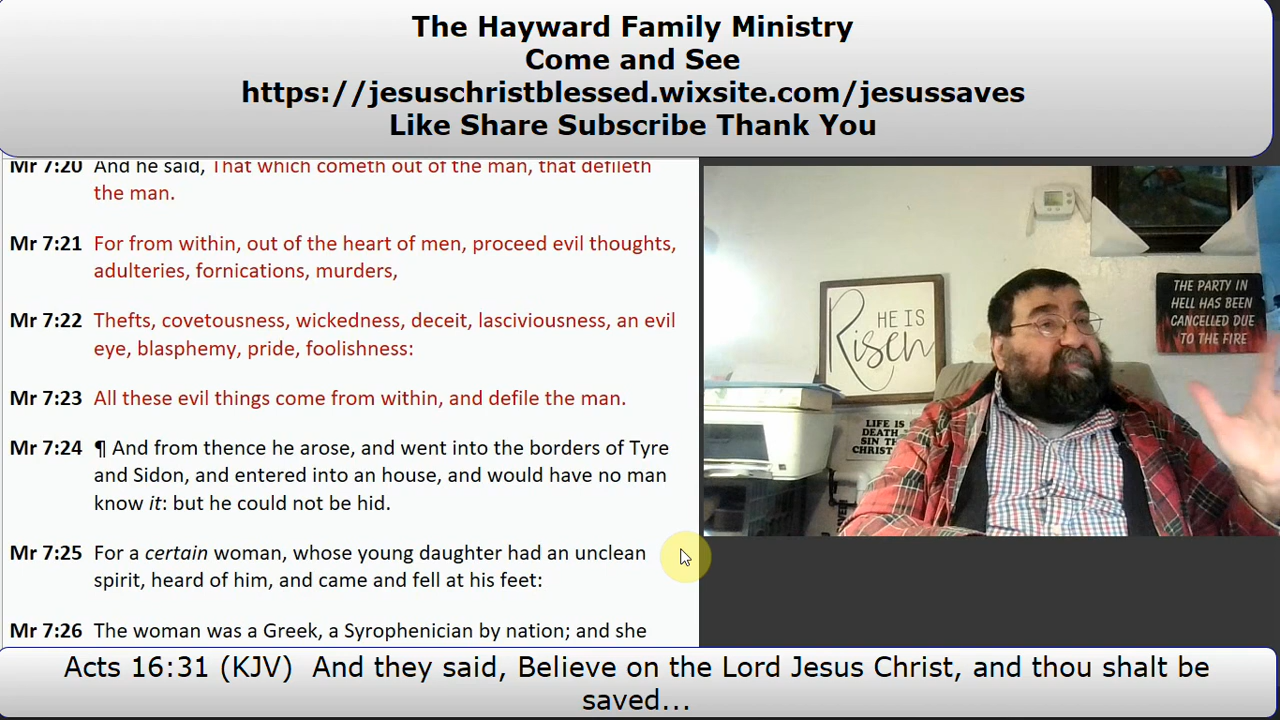 The Hayward Family Ministry
Come and See
https://jesuschristblessed.wixsite.com/jesussaves
Like Share Subscribe Thank You
Mr 7:20 And he said, That which cometh out of the man, that defileth
the man.
Mr 7:21 For from within, out of the heart of men, proceed evil thoughts,
adulteries, fornications, murders,
Mr 7:22 Thefts, covetousness, wickedness, deceit, lasciviousness, an evil
eye, blasphemy, pride, foolishness:
Mr 7:23 All these evil things come from within, and defile the man.
Mr 7:24 ¶ And from thence he arose, and went into the borders of Tyre
and Sidon, and entered into an house, and would have no man
know it: but he could not be hid.
Mr 7:25 For a certain woman, whose young daughter had an unclean
spirit, heard of him, and came and fell at his feet:
Mr 7:26 The woman was a Greek, a Syrophenician by nation; and she
HE IS
Risen
THE PARTY IN
HELL HAS BEEN
CANCELLED DUE
TO THE FIRE
LIFE IS
DEATH
SIN TH
CHRIST
Acts 16:31 (KJV) And they said, Believe on the Lord Jesus Christ, and thou shalt be
saved...